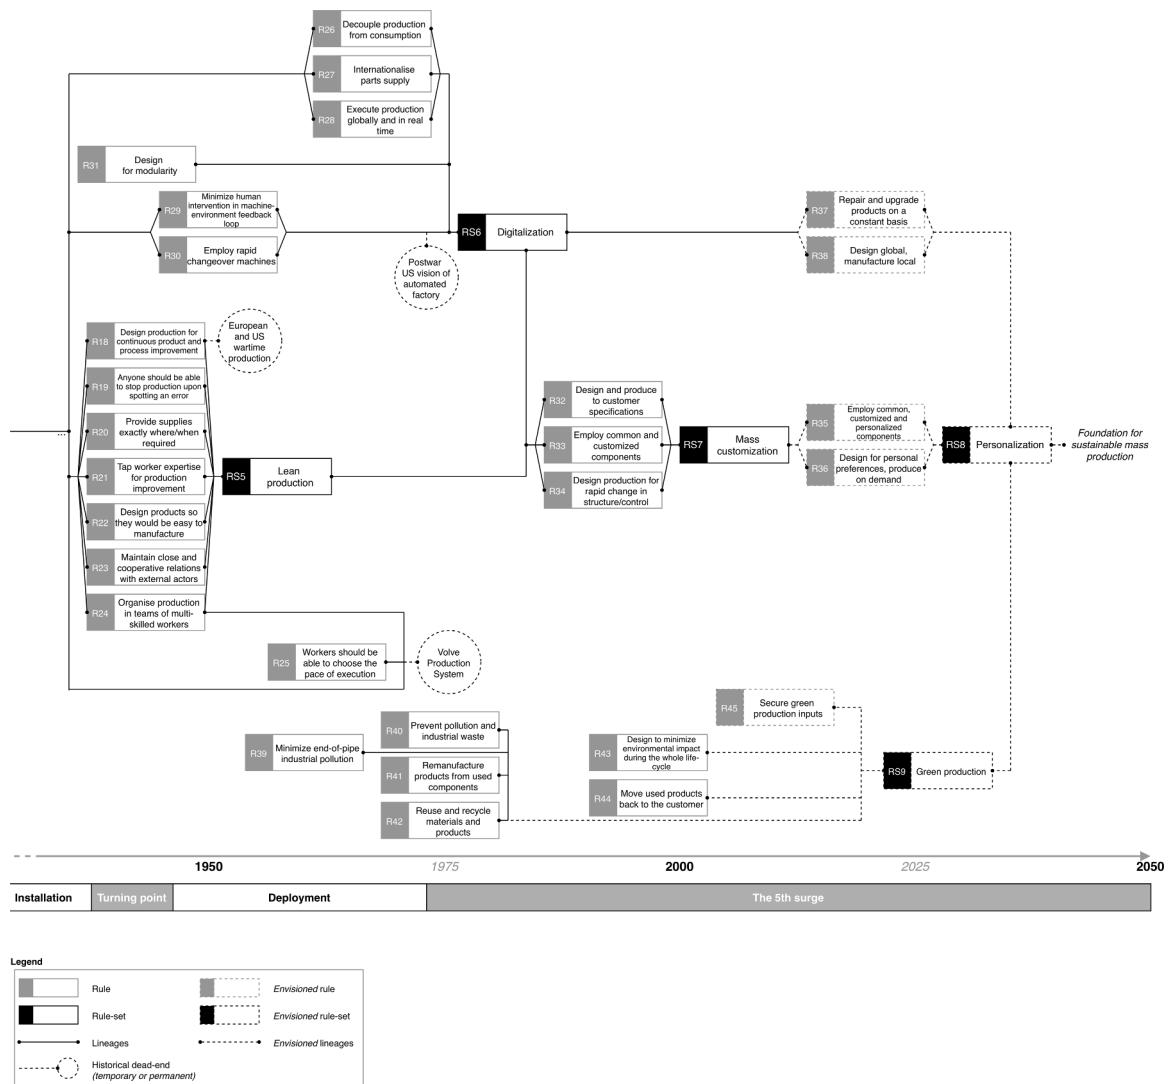 R26
Decouple production
from consumption
R27
Internationalise
parts supply
R28
Execute production
globally and in real
time
R31
Design
for modularity
R29
Minimize human
intervention in machine-
environment feedback
loop
R30
Employ rapid
changeover machines
RS6
Digitalization
Postwar
US vision of
automated
factory
R37
Repair and upgrade
products on a
constant basis
R38
Design global,
manufacture local
R18
Design production for
continuous product and
process improvement
European
and US
wartime
production
R19
Anyone should be able
to stop production upon
spotting an error
R20
Provide supplies
exactly where/when
required
R21
Tap worker expertise
for production
improvement
R22
Design products so
they would be easy to
manufacture
R23
Maintain close and
cooperative relations
with external actors
R24
Organise production
in teams of multi-
skilled workers
...
RS5
Lean
production
R32
Design and produce
to customer
specifications
R33
Employ common and
customized
components
R34
Design production for
rapid change in
structure/control
RS7
Mass
customization
R35
Employ common,
customized and
personalized
components
R36
Design for personal
preferences, produce
on demand
RS8
Personalization
Foundation for
sustainable mass
production
R25
Workers should be
able to choose the
pace of execution
Volve
Production
System
R39
Minimize end-of-pipe
industrial pollution
R40
Prevent pollution and
industrial waste
R41
Remanufacture
products from used
components
R42
Reuse and recycle
materials and
products
R43
Design to minimize
environmental impact
during the whole life-
cycle
R44
Move used products
back to the customer
R45
Secure green
production inputs
RS9
Green production
1950
1975
2000
2025
2050
Installation
Turning point
Deployment
The 5th surge
Legend
Rule
Envisioned rule
Rule-set
Envisioned rule-set
Lineages
Envisioned lineages
Historical dead-end
(temporary or permanent)